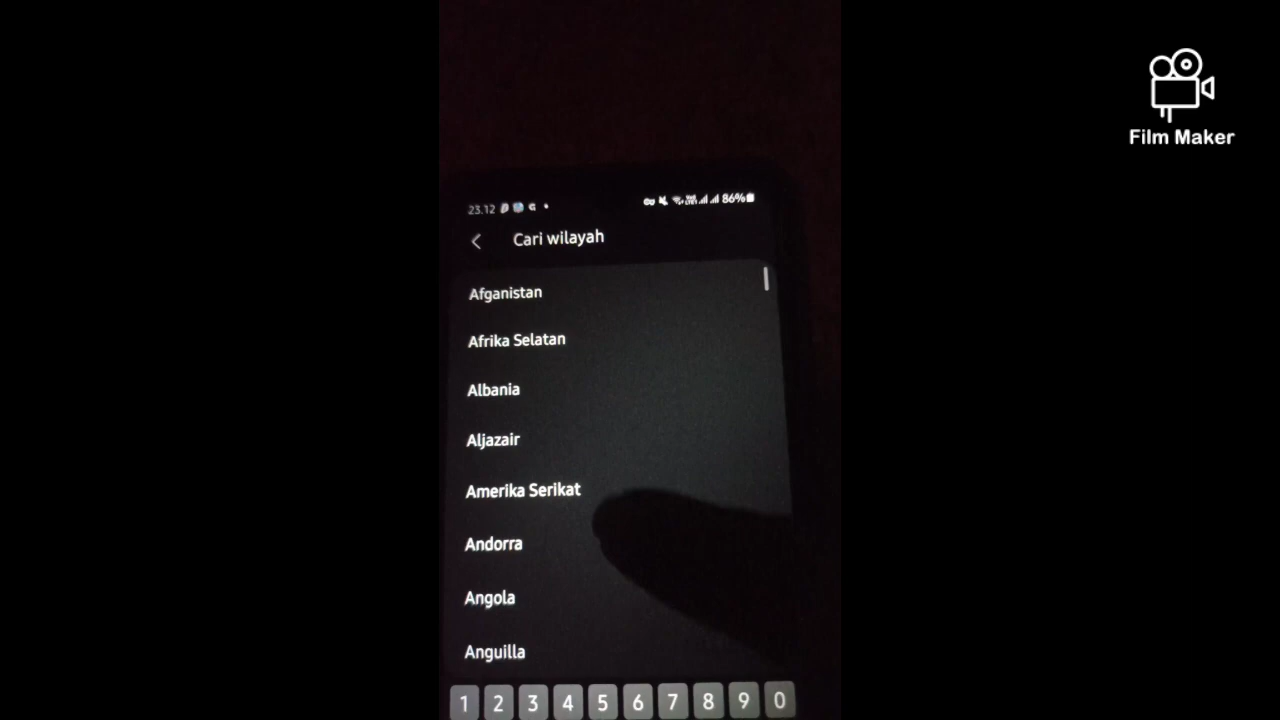 Film Maker
23.12 G 86%
Cari wilayah
Afganistan
Afrika Selatan
Albania
Aljazair
Amerika Serikat
Andorra
Angola
Anguilla
1 2 3 4 5 6 7 8 9 0